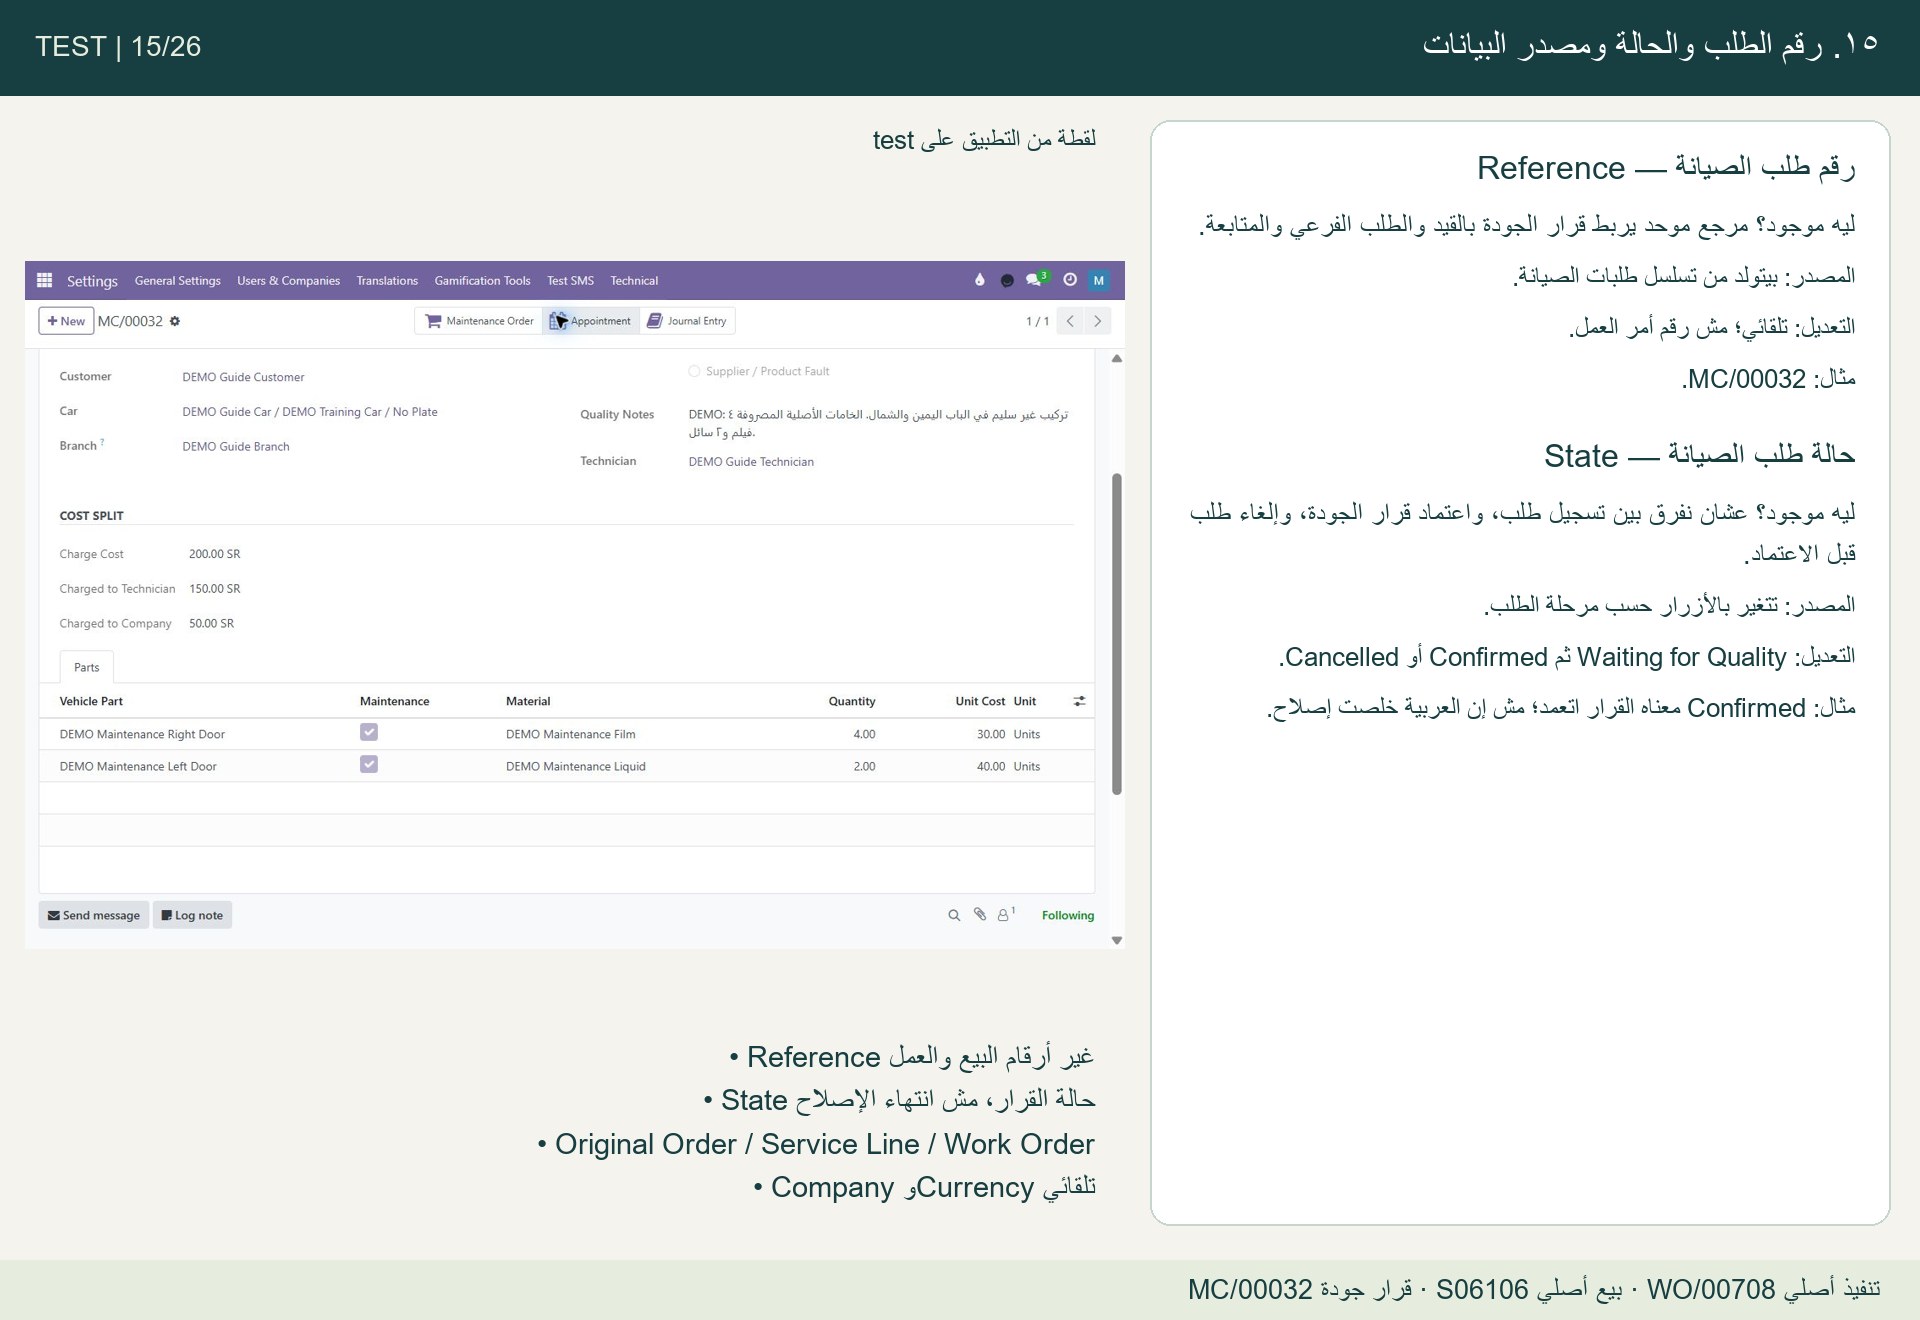 ١٥. رقم الطلب والحالة ومصدر البيانات
TEST | 15/26
رقم طلب الصيانة — Reference
ليه موجود؟ مرجع موحد يربط قرار الجودة بالقيد والطلب الفرعي والمتابعة.
المصدر: بيتولد من تسلسل طلبات الصيانة.
التعديل: تلقائي؛ مش رقم أمر العمل.
مثال: MC/00032.
حالة طلب الصيانة — State
ليه موجود؟ عشان نفرق بين تسجيل طلب، واعتماد قرار الجودة، وإلغاء طلب
قبل الاعتماد.
المصدر: تتغير بالأزرار حسب مرحلة الطلب.
التعديل: Waiting for Quality ثم Confirmed أو Cancelled.
مثال: Confirmed معناه القرار اتعمد؛ مش إن العربية خلصت إصلاح.
لقطة من التطبيق على test
Settings General Settings Users & Companies Translations Gamification Tools Test SMS Technical 3 M
New MC/00032 Maintenance Order Appointment Journal Entry 1 / 1
Supplier / Product Fault
Customer DEMO Guide Customer
Car DEMO Guide Car / DEMO Training Car / No Plate
Branch ? DEMO Guide Branch
Quality Notes DEMO: تركيب غير سليم في الباب اليمين والشمال. الخامات الأصلية المصروفة ٤
فيلم و٢ سائل.
Technician DEMO Guide Technician
COST SPLIT
Charge Cost 200.00 SR
Charged to Technician 150.00 SR
Charged to Company 50.00 SR
Parts
Vehicle Part Maintenance Material Quantity Unit Cost Unit
DEMO Maintenance Right Door DEMO Maintenance Film 4.00 30.00 Units
DEMO Maintenance Left Door DEMO Maintenance Liquid 2.00 40.00 Units
Send message Log note 1 Following
• Reference غير أرقام البيع والعمل
• State حالة القرار، مش انتهاء الإصلاح
• Original Order / Service Line / Work Order
• Company وCurrency تلقائي
تنفيذ أصلي WO/00708 · بيع أصلي S06106 · قرار جودة MC/00032